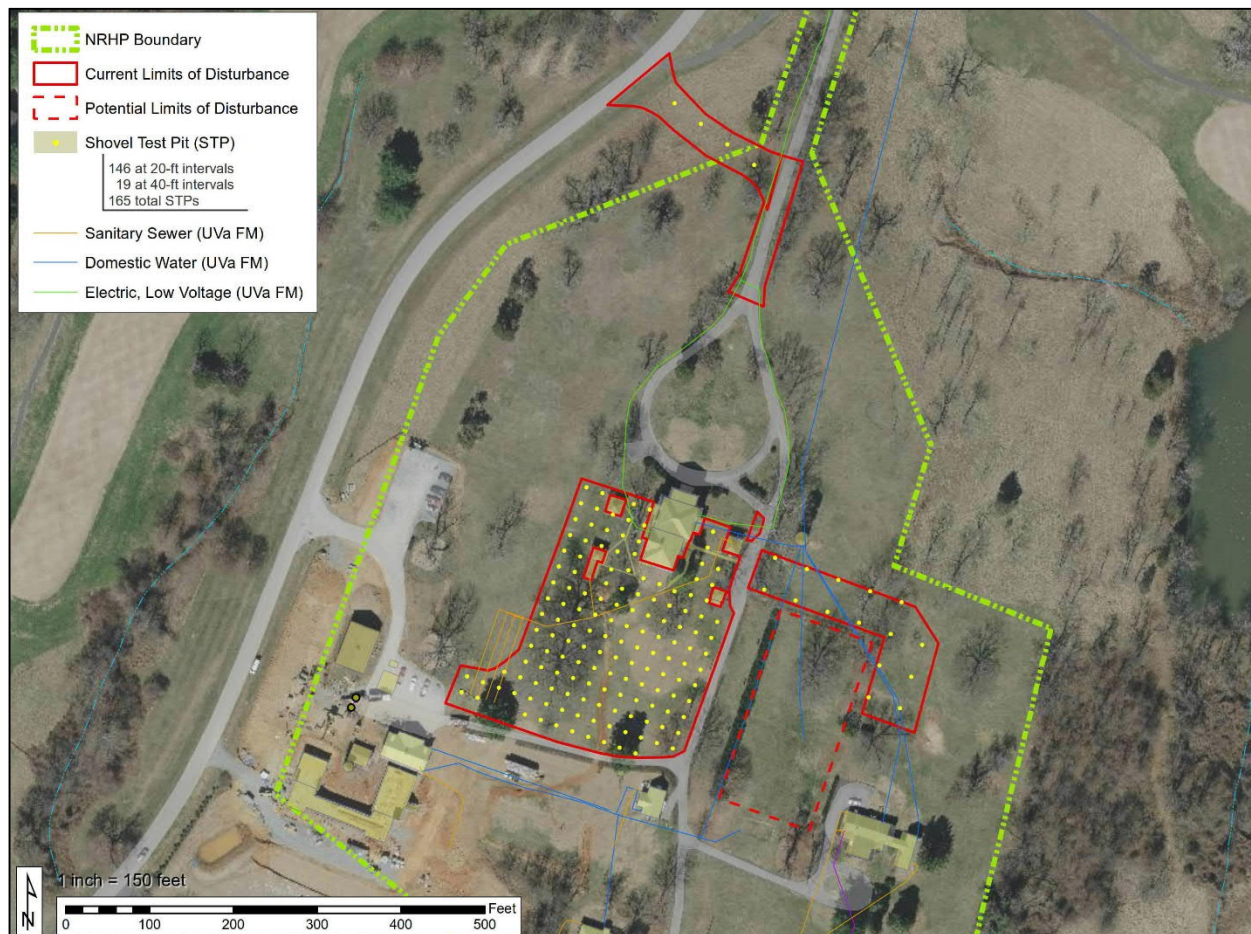 NRHP Boundary
Current Limits of Disturbance
Potential Limits of Disturbance
Shovel Test Pit (STP)
146 at 20-ft intervals
19 at 40-ft intervals
165 total STPs
Sanitary Sewer (UVa FM)
Domestic Water (UVa FM)
Electric, Low Voltage (UVa FM)
N
1 inch = 150 feet
Feet
0 100 200 300 400 500